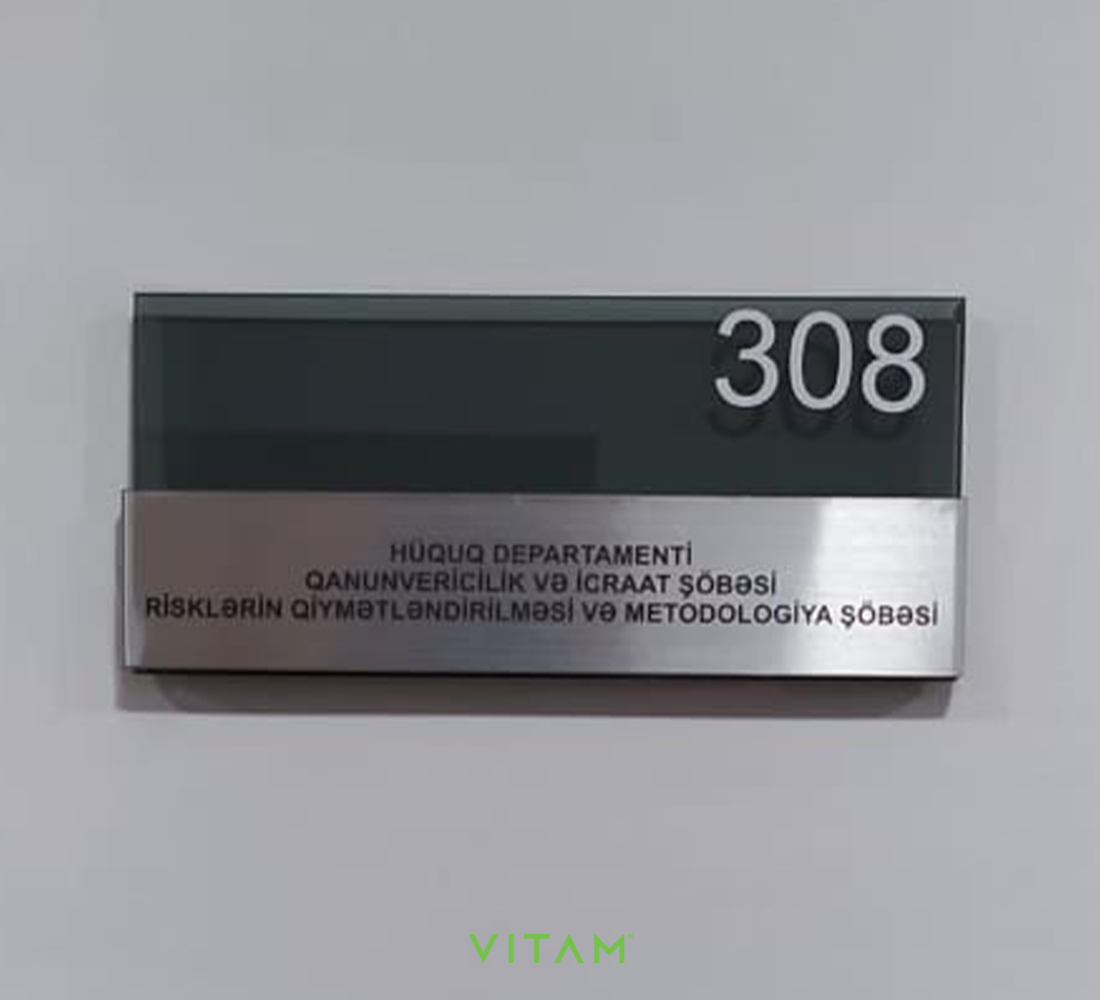 308
HÜQUQ DEPARTAMENTİ
QANUNVERİCİLİK VƏ İCRAAT ŞÖBƏSİ
RİSKLƏRİN QİYMƏTLƏNDİRİLMƏSİ VƏ METODOLOGİYA ŞÖBƏSİ
VITAM